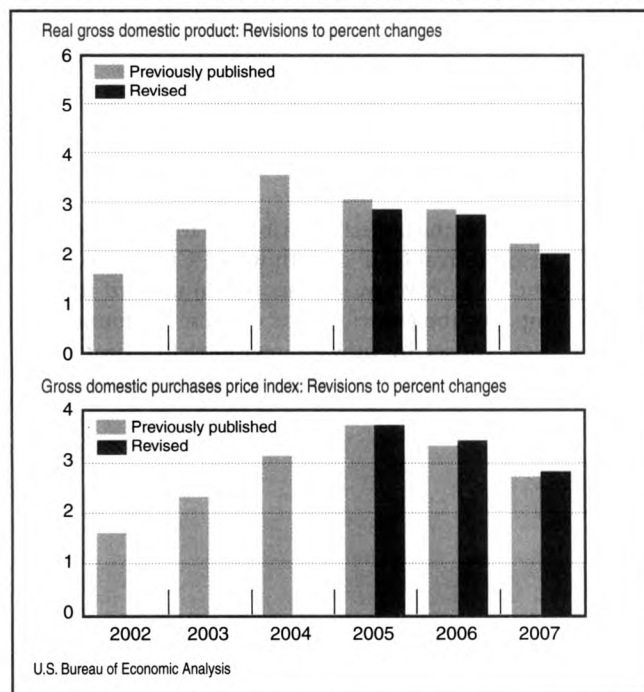 Real gross domestic product: Revisions to percent changes
6
Previously published
Revised
5
4
3
2
1
0
Gross domestic purchases price index: Revisions to percent changes
4
Previously published
Revised
3
2
1
0
2002 2003 2004 2005 2006 2007
U.S. Bureau of Economic Analysis